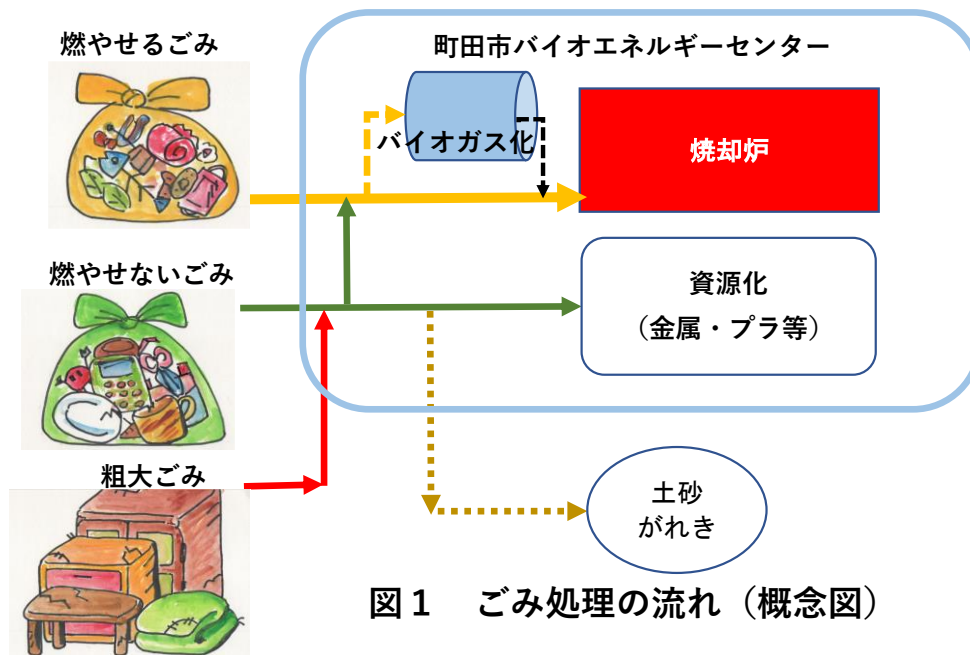 燃やせるごみ
町田市バイオエネルギーセンター
バイオガス化
焼却炉
燃やせないごみ
資源化
（金属・プラ等）
粗大ごみ
土砂
がれき
図１　ごみ処理の流れ（概念図）